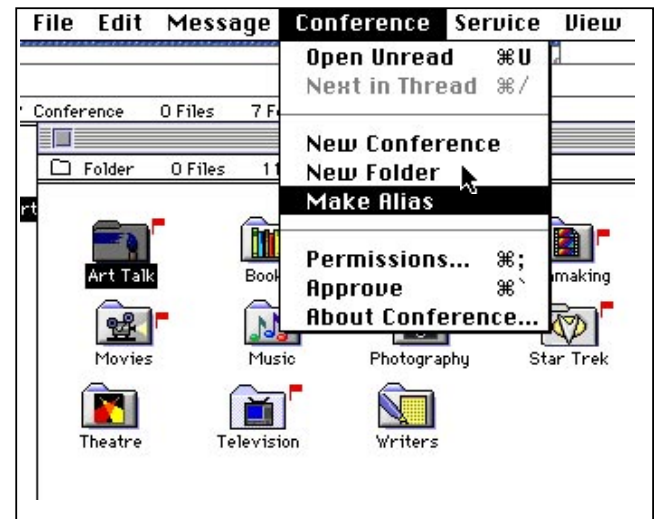 File Edit Message Conference Service View
Open Unread ⌘U
Next in Thread ⌘/
Conference 0 Files 7
New Conference
Folder 0 Files
New Folder
Make Alias
Permissions... ⌘;
Art Talk
Approve ⌘`
About Conference...
Movies Music Photography Star Trek
Theatre Television Writers